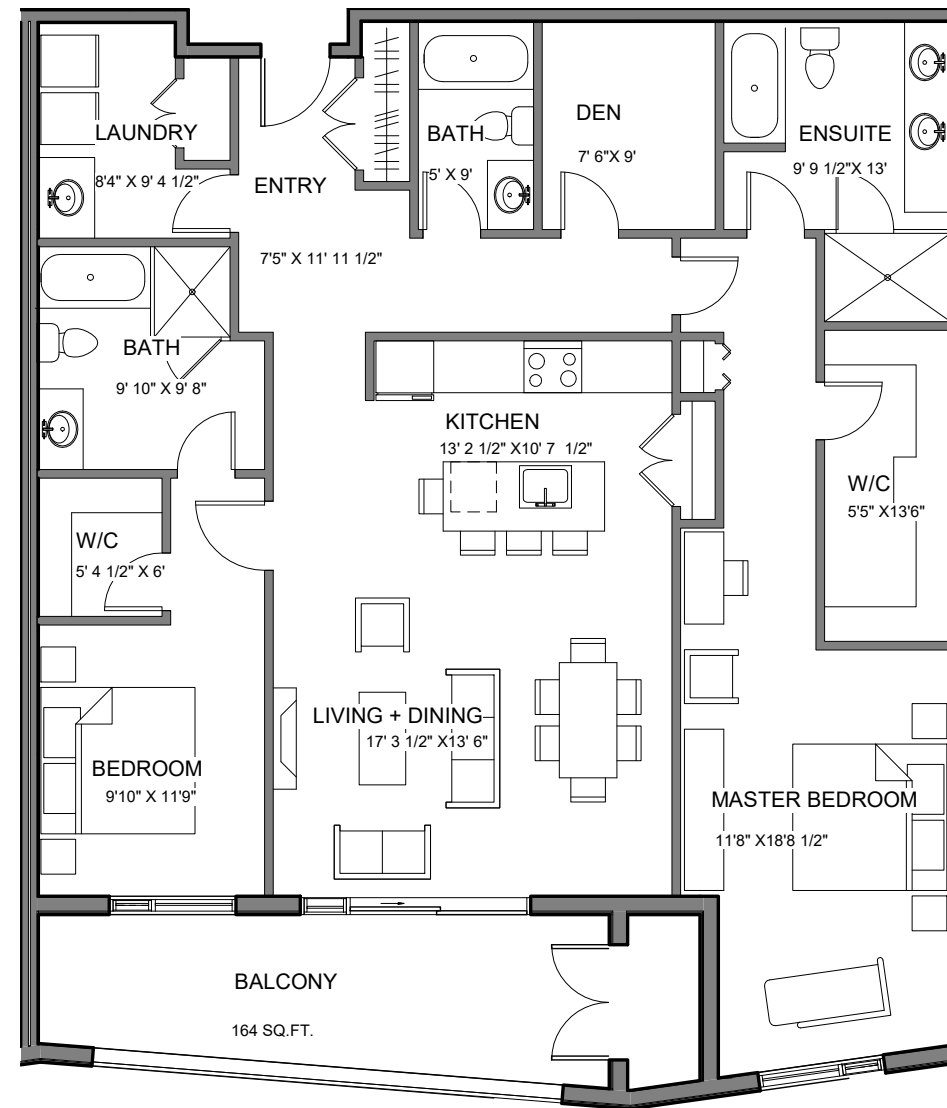 LAUNDRY
8'4" X 9' 4 1/2"
ENTRY
7'5" X 11' 11 1/2"
BATH
5' X 9'
DEN
7' 6"X 9'
ENSUITE
9' 9 1/2"X 13'
BATH
9' 10" X 9' 8"
KITCHEN
13' 2 1/2" X10' 7 1/2"
W/C
5'5" X13'6"
W/C
5' 4 1/2" X 6'
LIVING + DINING
17' 3 1/2" X13' 6"
BEDROOM
9'10" X 11'9"
MASTER BEDROOM
11'8" X18'8 1/2"
BALCONY
164 SQ.FT.